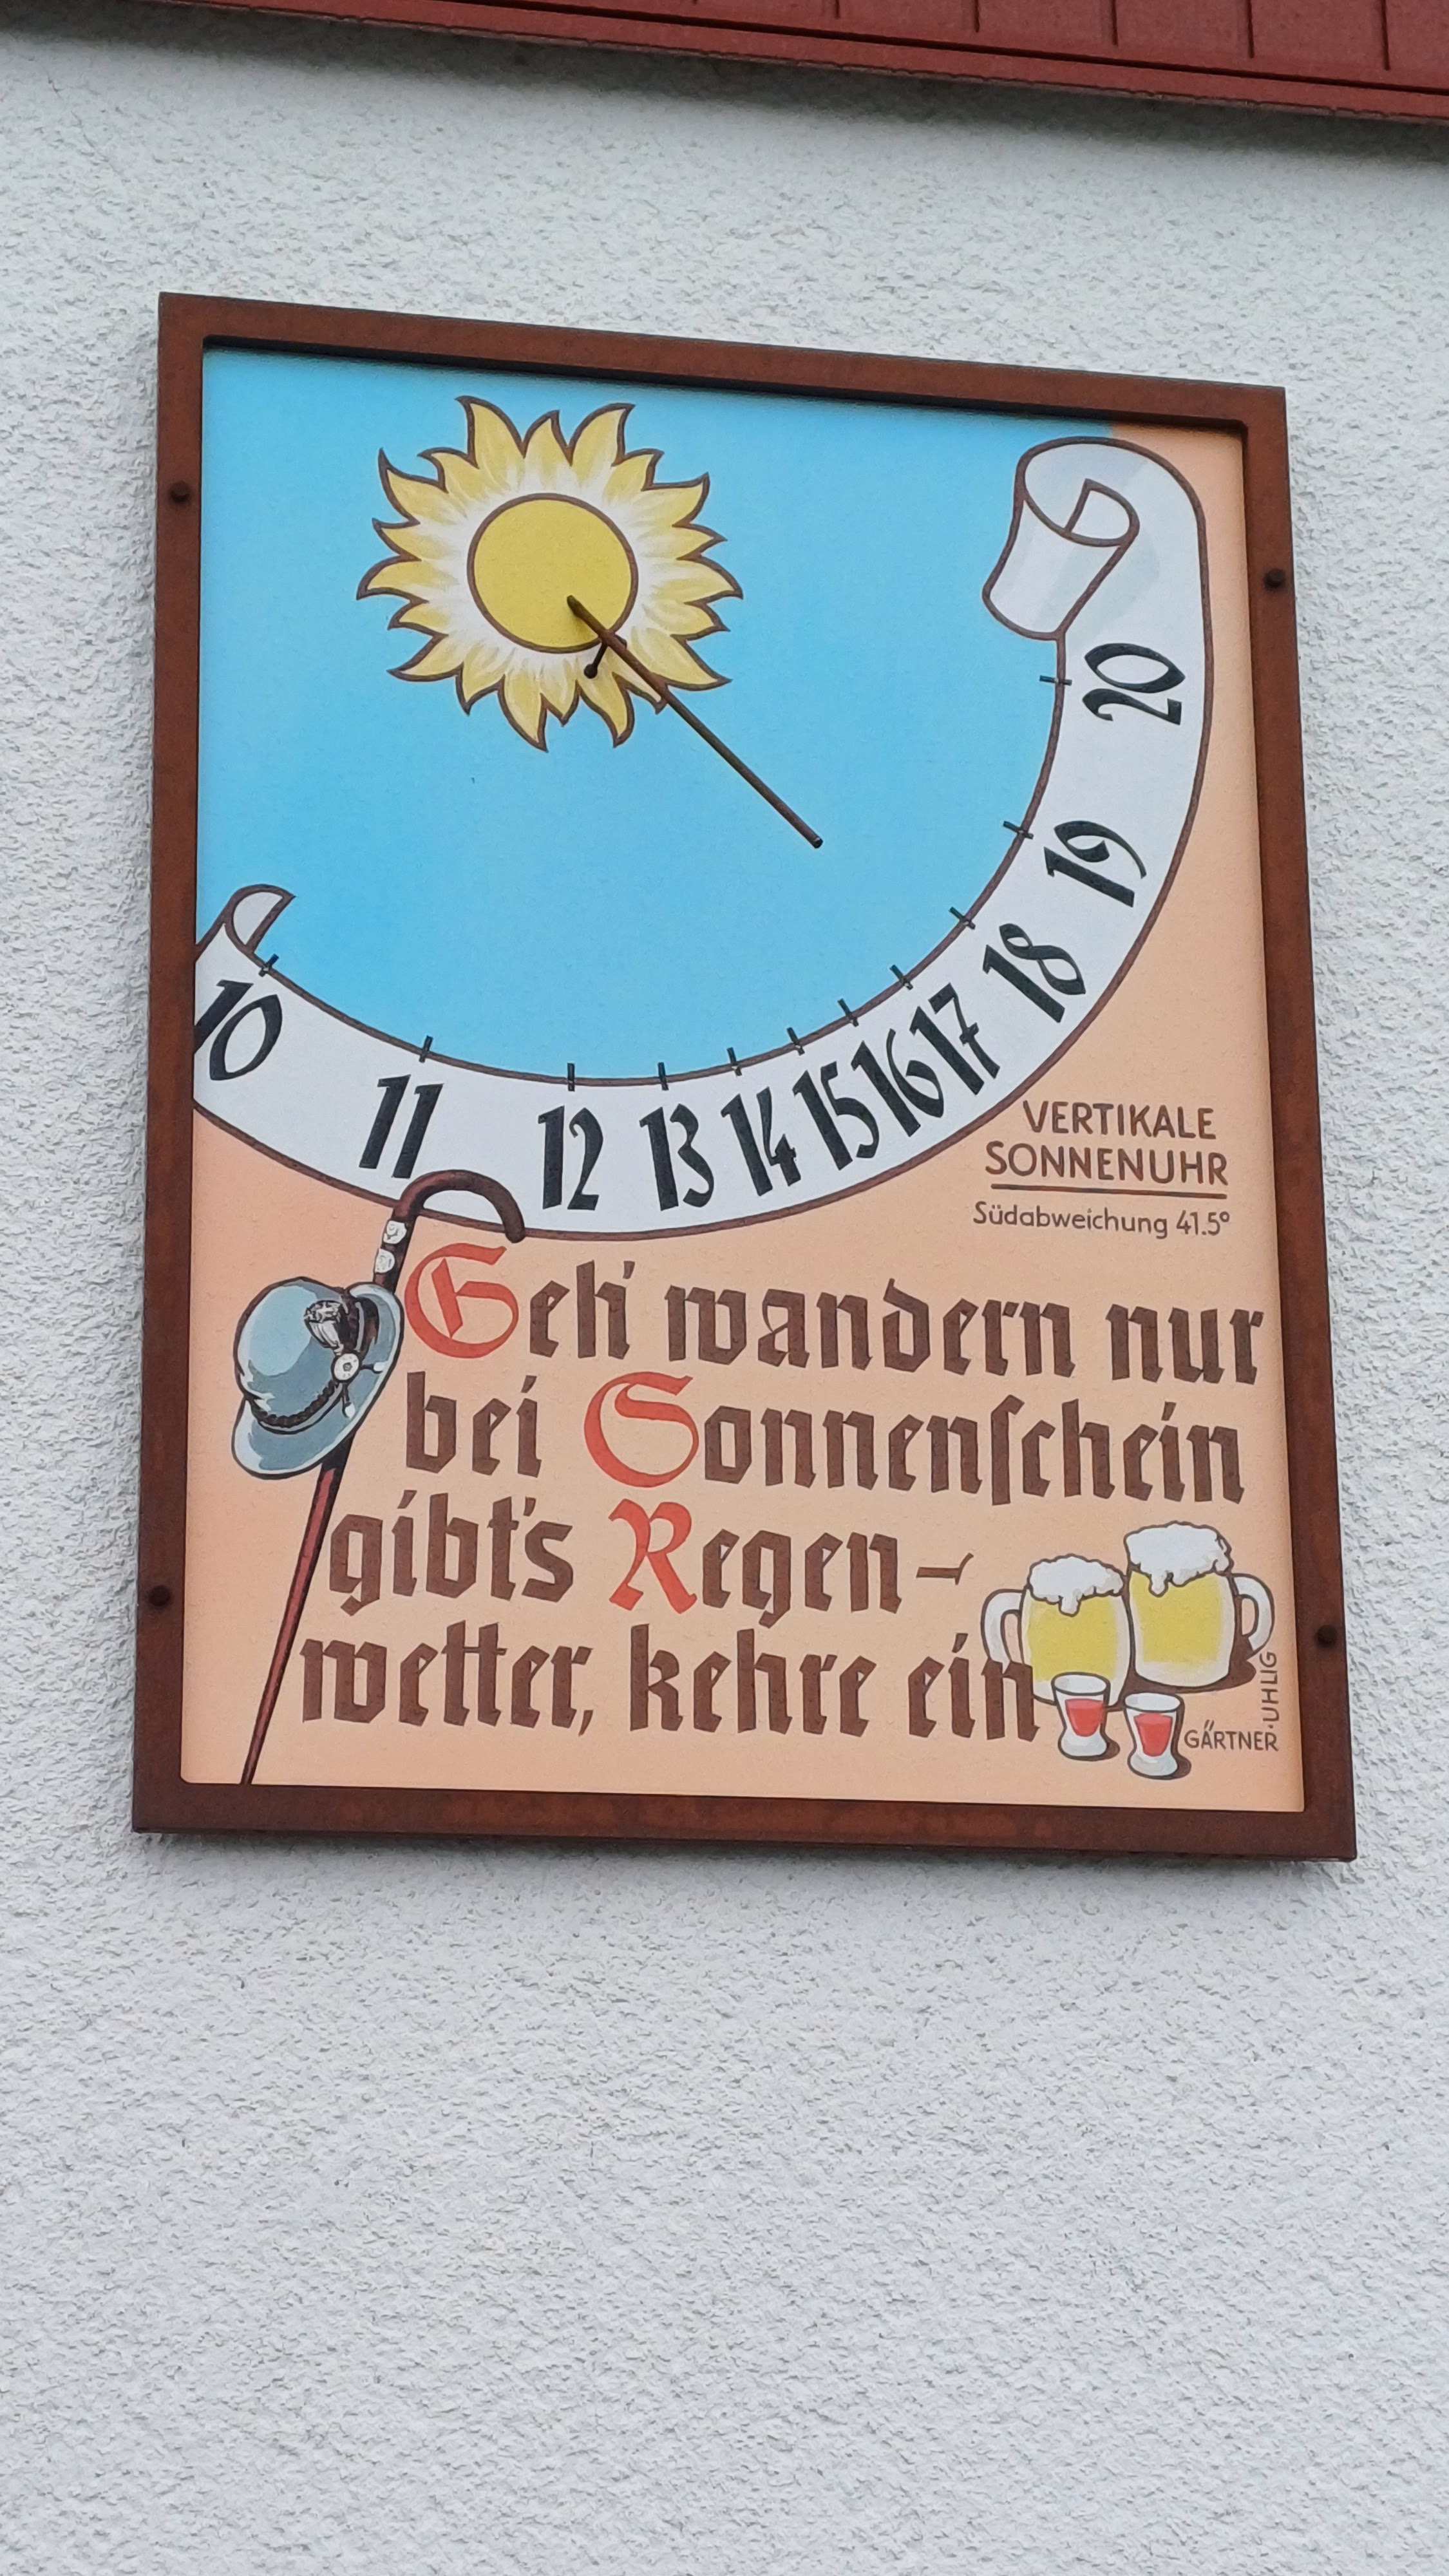 10 11 12 13 14 15 16 17 18 19 20
VERTIKALE
SONNENUHR
Südabweichung 41.5°
Geh' wandern nur
bei Sonnenſchein
gibt's Regen-
wetter, kehre ein
GÄRTNER·UHLIG